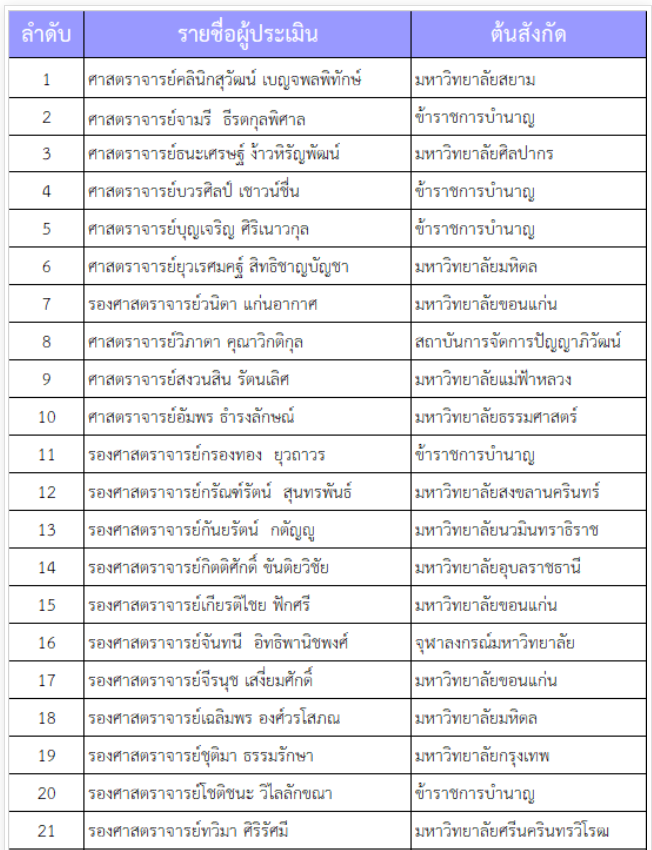 ลำดับ รายชื่อผู้ประเมิน ต้นสังกัด
1 ศาสตราจารย์คลินิกสุวัฒน์ เบญจพลพิทักษ์ มหาวิทยาลัยสยาม
2 ศาสตราจารย์จามรี ธีรตกุลพิศาล ข้าราชการบำนาญ
3 ศาสตราจารย์ธนะเศรษฐ์ ง้าวหิรัญพัฒน์ มหาวิทยาลัยศิลปากร
4 ศาสตราจารย์บวรศิลป์ เชาวน์ชื่น ข้าราชการบำนาญ
5 ศาสตราจารย์บุญเจริญ ศิริเนาวกุล ข้าราชการบำนาญ
6 ศาสตราจารย์ยุวเรศมคฐ์ สิทธิชาญบัญชา มหาวิทยาลัยมหิดล
7 รองศาสตราจารย์วนิดา แก่นอากาศ มหาวิทยาลัยขอนแก่น
8 ศาสตราจารย์วิภาดา คุณาวิกติกุล สถาบันการจัดการปัญญาภิวัฒน์
9 ศาสตราจารย์สงวนสิน รัตนเลิศ มหาวิทยาลัยแม่ฟ้าหลวง
10 ศาสตราจารย์อัมพร ธำรงลักษณ์ มหาวิทยาลัยธรรมศาสตร์
11 รองศาสตราจารย์กรองทอง ยุวถาวร ข้าราชการบำนาญ
12 รองศาสตราจารย์กรัณฑ์รัตน์ สุนทรพันธ์ มหาวิทยาลัยสงขลานครินทร์
13 รองศาสตราจารย์กันยรัตน์ กตัญญู มหาวิทยาลัยนวมินทราธิราช
14 รองศาสตราจารย์กิตติศักดิ์ ขันติยวิชัย มหาวิทยาลัยอุบลราชธานี
15 รองศาสตราจารย์เกียรติไชย ฟักศรี มหาวิทยาลัยขอนแก่น
16 รองศาสตราจารย์จันทนี อิทธิพานิชพงศ์ จุฬาลงกรณ์มหาวิทยาลัย
17 รองศาสตราจารย์จีรนุช เสงี่ยมศักดิ์ มหาวิทยาลัยขอนแก่น
18 รองศาสตราจารย์เฉลิมพร องศ์วรโสภณ มหาวิทยาลัยมหิดล
19 รองศาสตราจารย์ชุติมา ธรรมรักษา มหาวิทยาลัยกรุงเทพ
20 รองศาสตราจารย์โชติชนะ วิไลลักขณา ข้าราชการบำนาญ
21 รองศาสตราจารย์ทวิมา ศิริรัศมี มหาวิทยาลัยศรีนครินทรวิโรฒ